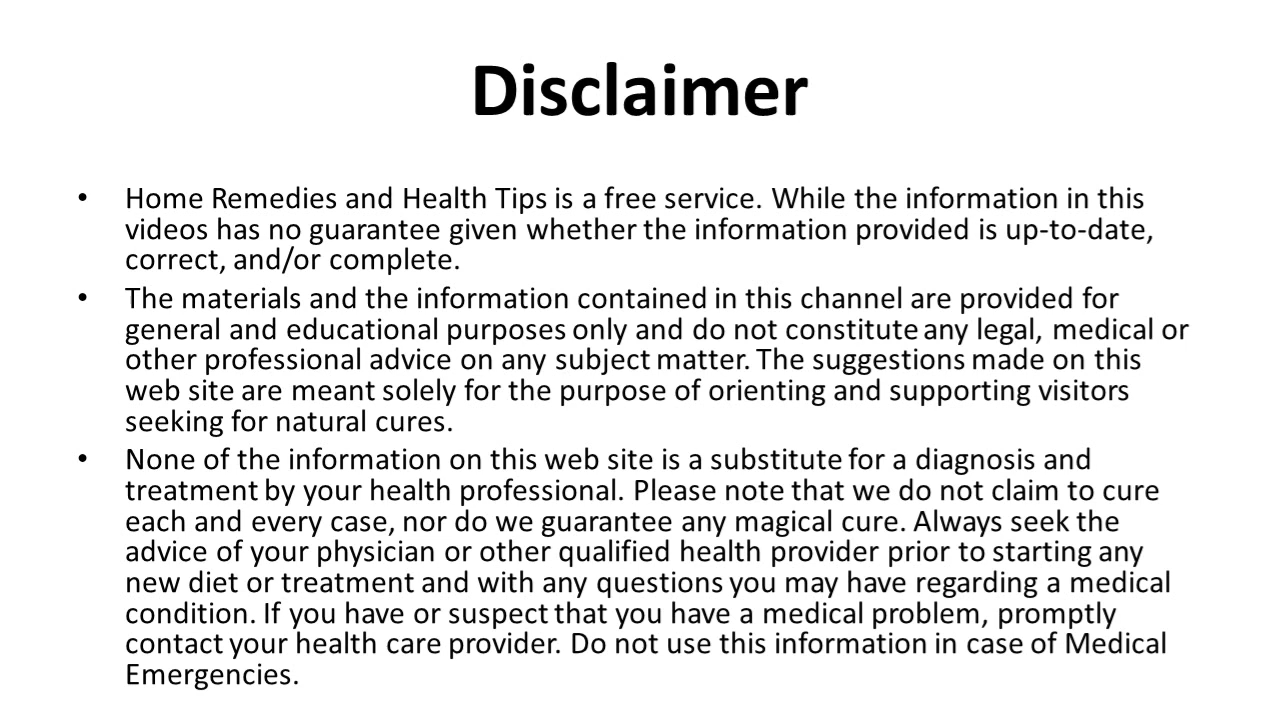 Disclaimer
• Home Remedies and Health Tips is a free service. While the information in this
videos has no guarantee given whether the information provided is up-to-date,
correct, and/or complete.
• The materials and the information contained in this channel are provided for
general and educational purposes only and do not constitute any legal, medical or
other professional advice on any subject matter. The suggestions made on this
web site are meant solely for the purpose of orienting and supporting visitors
seeking for natural cures.
• None of the information on this web site is a substitute for a diagnosis and
treatment by your health professional. Please note that we do not claim to cure
each and every case, nor do we guarantee any magical cure. Always seek the
advice of your physician or other qualified health provider prior to starting any
new diet or treatment and with any questions you may have regarding a medical
condition. If you have or suspect that you have a medical problem, promptly
contact your health care provider. Do not use this information in case of Medical
Emergencies.